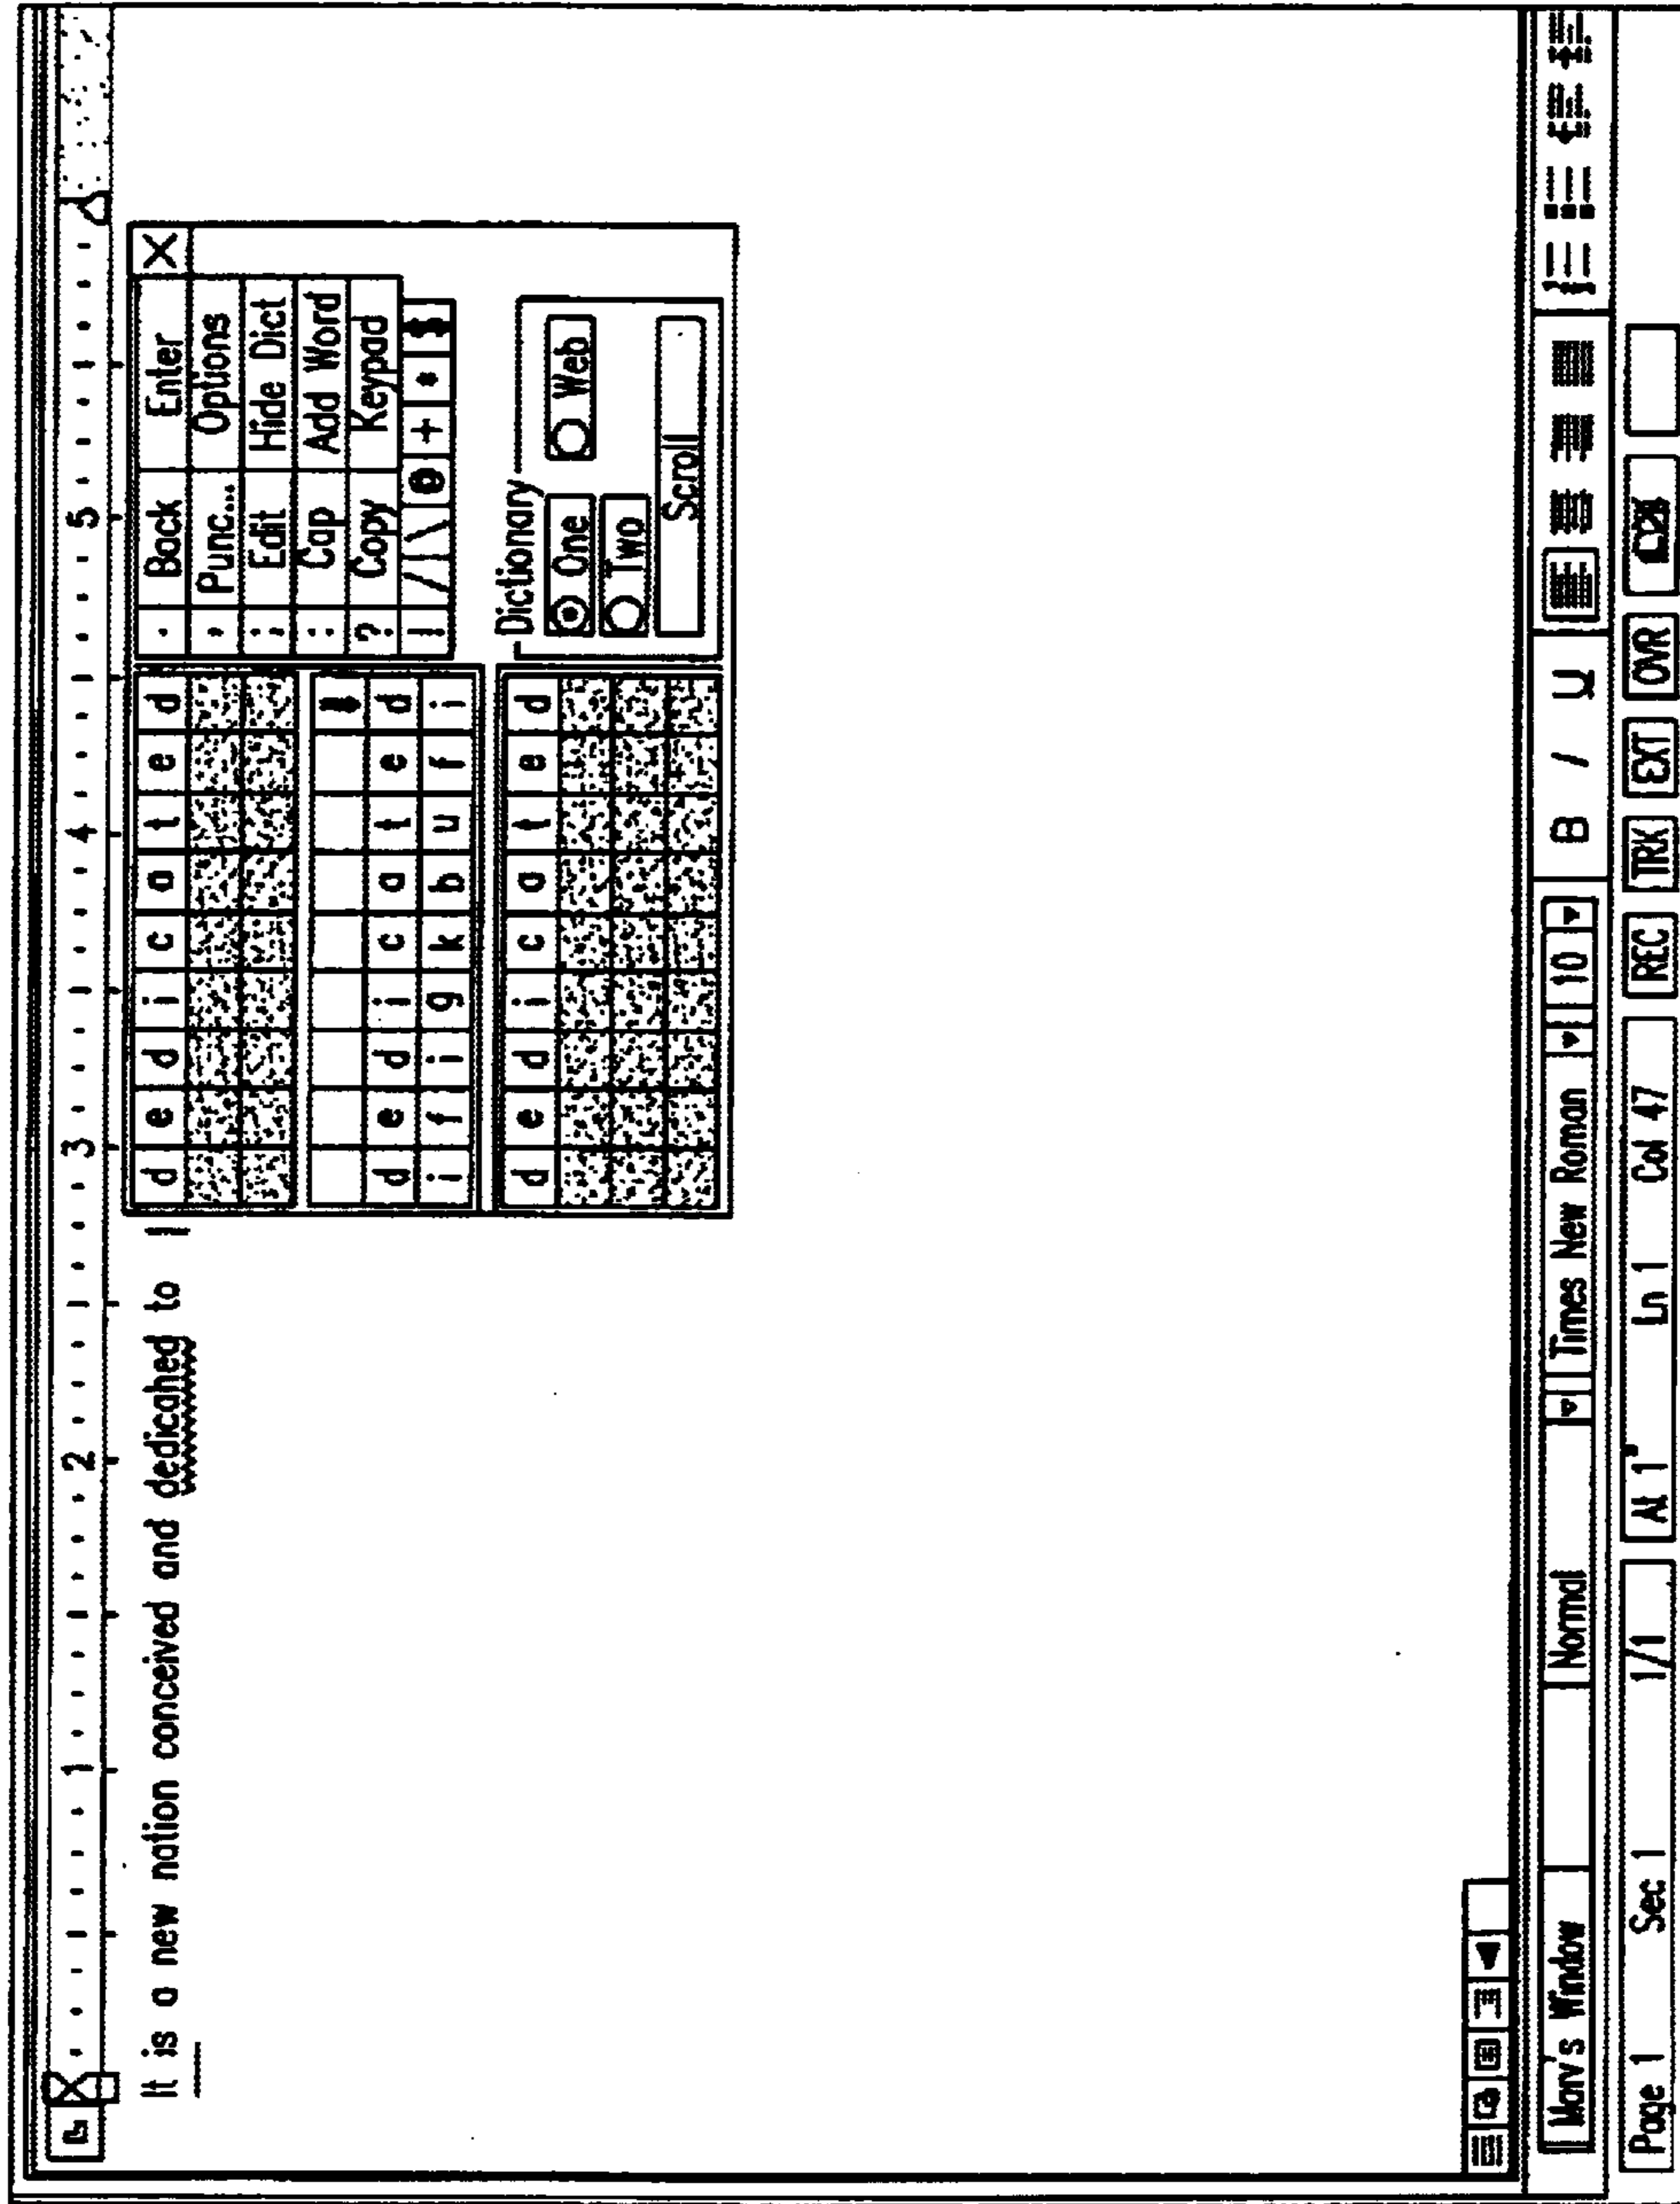 1 2 3 4 5
It is a new nation conceived and dedicahed to
d e d i c a t e d
. Back Enter X
, Punc... Options
; Edit Hide Dict
: Cap Add Word
? Copy Keypad
! / | \ @ + * $
d e d i c a t e d
i f i g k b u f i
d e d i c a t e d
Dictionary
One Web
Two
Scroll
Marv's Window Normal Times New Roman 10 B / U
Page 1 Sec 1 1/1 At 1" Ln 1 Col 47 REC TRK EXT OVR